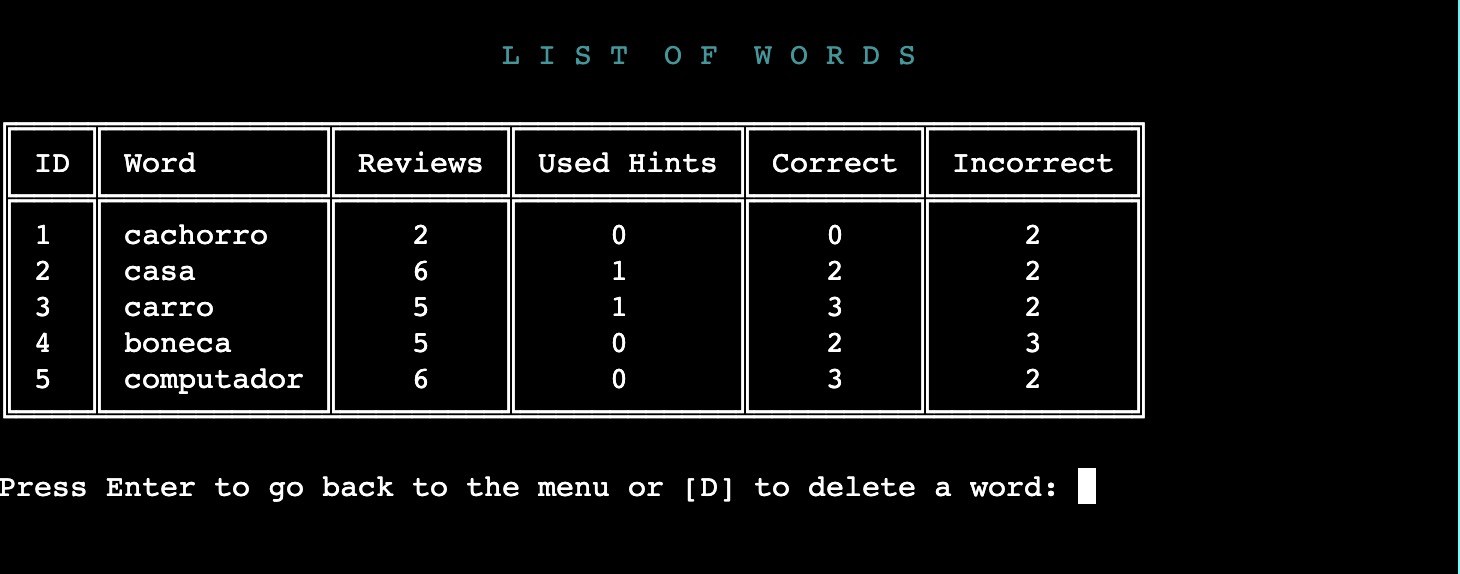 L I S T  O F  W O R D S
ID Word Reviews Used Hints Correct Incorrect
1 cachorro 2 0 0 2
2 casa 6 1 2 2
3 carro 5 1 3 2
4 boneca 5 0 2 3
5 computador 6 0 3 2
Press Enter to go back to the menu or [D] to delete a word: